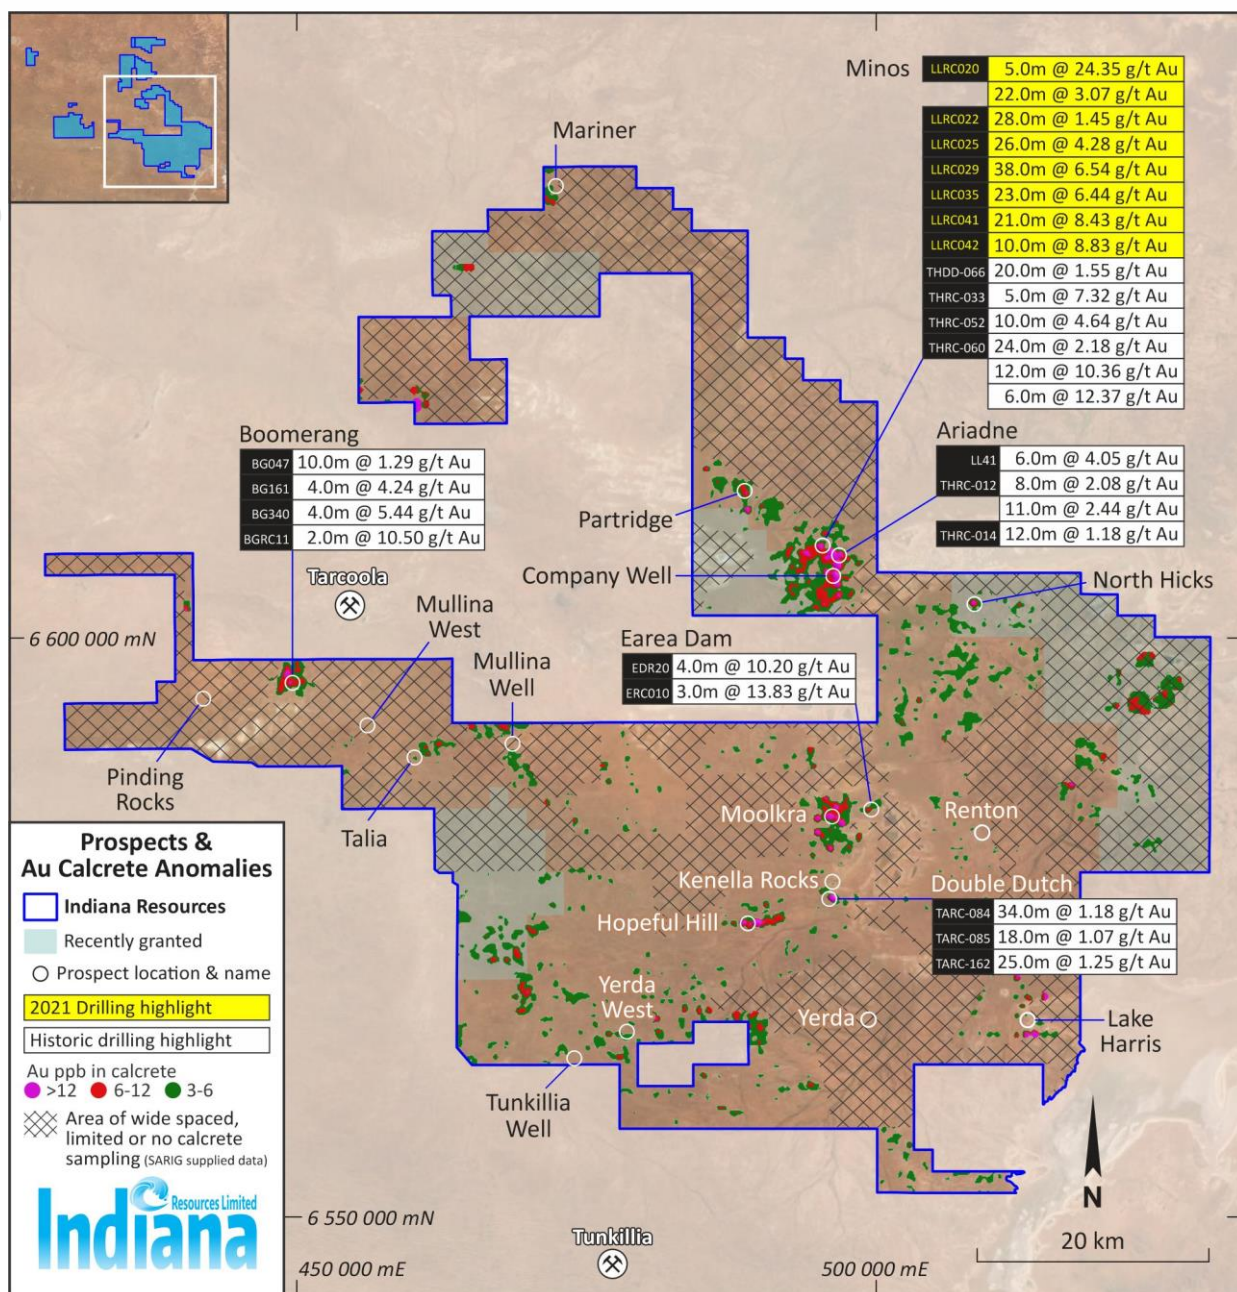 Minos
LLRC020 5.0m @ 24.35 g/t Au
22.0m @ 3.07 g/t Au
LLRC022 28.0m @ 1.45 g/t Au
LLRC025 26.0m @ 4.28 g/t Au
LLRC029 38.0m @ 6.54 g/t Au
LLRC035 23.0m @ 6.44 g/t Au
LLRC041 21.0m @ 8.43 g/t Au
LLRC042 10.0m @ 8.83 g/t Au
THDD-066 20.0m @ 1.55 g/t Au
THRC-033 5.0m @ 7.32 g/t Au
THRC-052 10.0m @ 4.64 g/t Au
THRC-060 24.0m @ 2.18 g/t Au
12.0m @ 10.36 g/t Au
6.0m @ 12.37 g/t Au
Mariner
Ariadne
LL41 6.0m @ 4.05 g/t Au
THRC-012 8.0m @ 2.08 g/t Au
11.0m @ 2.44 g/t Au
THRC-014 12.0m @ 1.18 g/t Au
Boomerang
BG047 10.0m @ 1.29 g/t Au
BG161 4.0m @ 4.24 g/t Au
BG340 4.0m @ 5.44 g/t Au
BGRC11 2.0m @ 10.50 g/t Au
Partridge
Company Well
North Hicks
Tarcoola
Mullina
West
6 600 000 mN
Mullina
Well
Earea Dam
EDR20 4.0m @ 10.20 g/t Au
ERC010 3.0m @ 13.83 g/t Au
Pinding
Rocks
Talia
Moolkra
Renton
Kenella Rocks
Double Dutch
TARC-084 34.0m @ 1.18 g/t Au
TARC-085 18.0m @ 1.07 g/t Au
TARC-162 25.0m @ 1.25 g/t Au
Hopeful Hill
Yerda
West
Yerda
Lake
Harris
Tunkillia
Well
Prospects &
Au Calcrete Anomalies
Indiana Resources
Recently granted
Prospect location & name
2021 Drilling highlight
Historic drilling highlight
Au ppb in calcrete
>12 6-12 3-6
Area of wide spaced,
limited or no calcrete
sampling (SARIG supplied data)
Resources Limited
Indiana
6 550 000 mN
Tunkillia
450 000 mE
500 000 mE
N
20 km